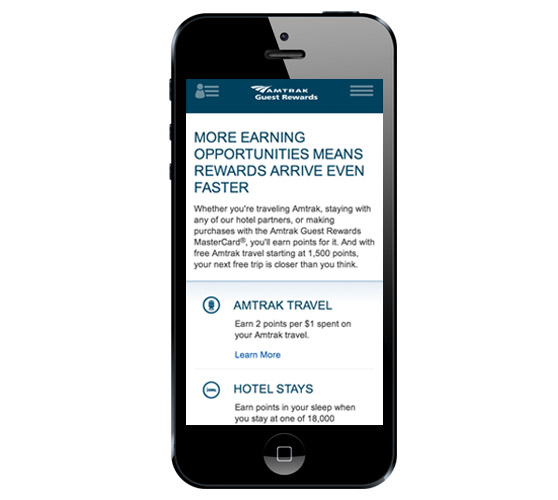 AMTRAK
Guest Rewards
MORE EARNING
OPPORTUNITIES MEANS
REWARDS ARRIVE EVEN
FASTER
Whether you're traveling Amtrak, staying with
any of our hotel partners, or making
purchases with the Amtrak Guest Rewards
MasterCard®, you'll earn points for it. And with
free Amtrak travel starting at 1,500 points,
your next free trip is closer than you think.
AMTRAK TRAVEL
Earn 2 points per $1 spent on
your Amtrak travel.
Learn More
HOTEL STAYS
Earn points in your sleep when
you stay at one of 18,000